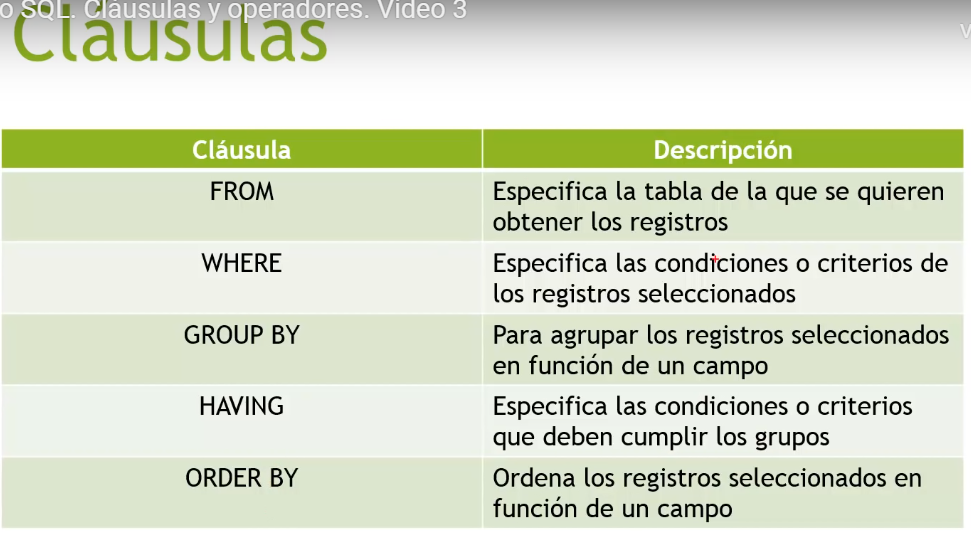 o SQL. Cláusulas y operadores. Vídeo 3
Cláusulas
Cláusula Descripción
FROM Especifica la tabla de la que se quieren
obtener los registros
WHERE Especifica las condiciones o criterios de
los registros seleccionados
GROUP BY Para agrupar los registros seleccionados
en función de un campo
HAVING Especifica las condiciones o criterios
que deben cumplir los grupos
ORDER BY Ordena los registros seleccionados en
función de un campo